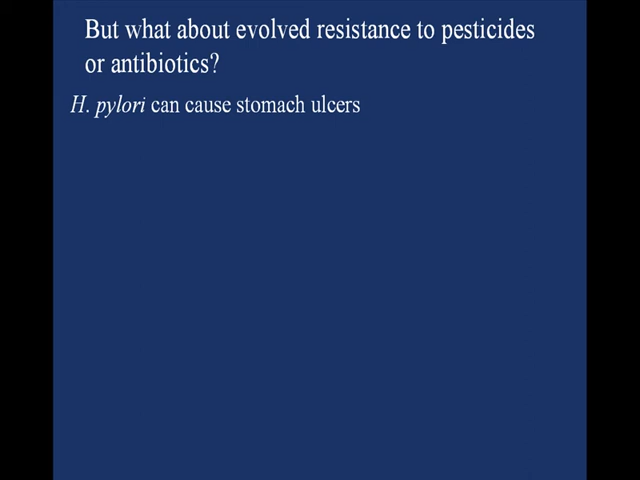 But what about evolved resistance to pesticides
or antibiotics?
H. pylori can cause stomach ulcers